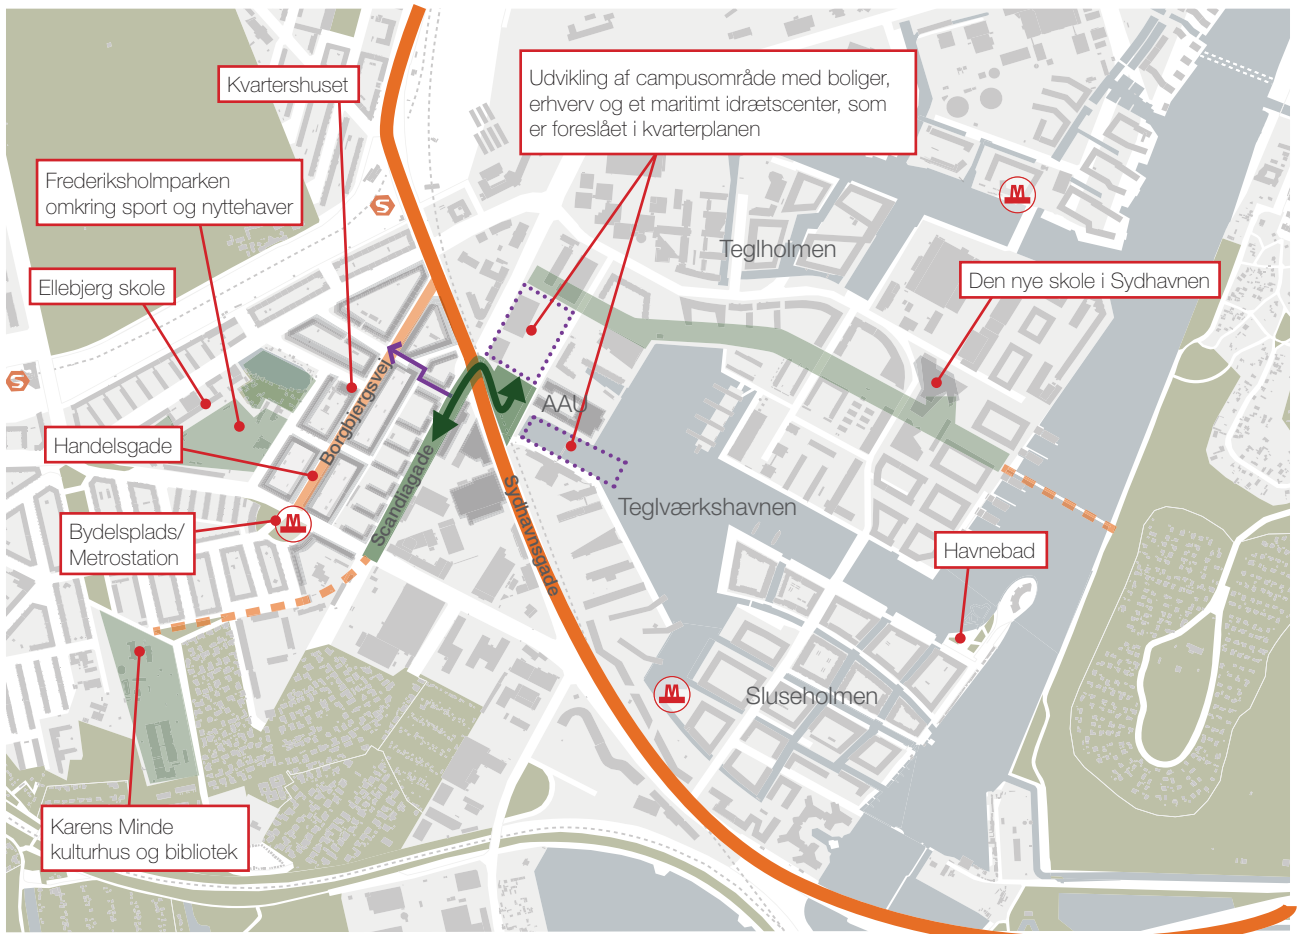 Kvartershuset
Udvikling af campusområde med boliger,
erhverv og et maritimt idrætscenter, som
er foreslået i kvarterplanen
Frederiksholmparken
omkring sport og nyttehaver
S
M
Teglholmen
Ellebjerg skole
Den nye skole i Sydhavnen
S
Borgbjergsvej
AAU
Handelsgade
Scandiagade
Sydhavnsgade
Teglværkshavnen
Bydelsplads/
Metrostation
M
Havnebad
M
Sluseholmen
Karens Minde
kulturhus og bibliotek